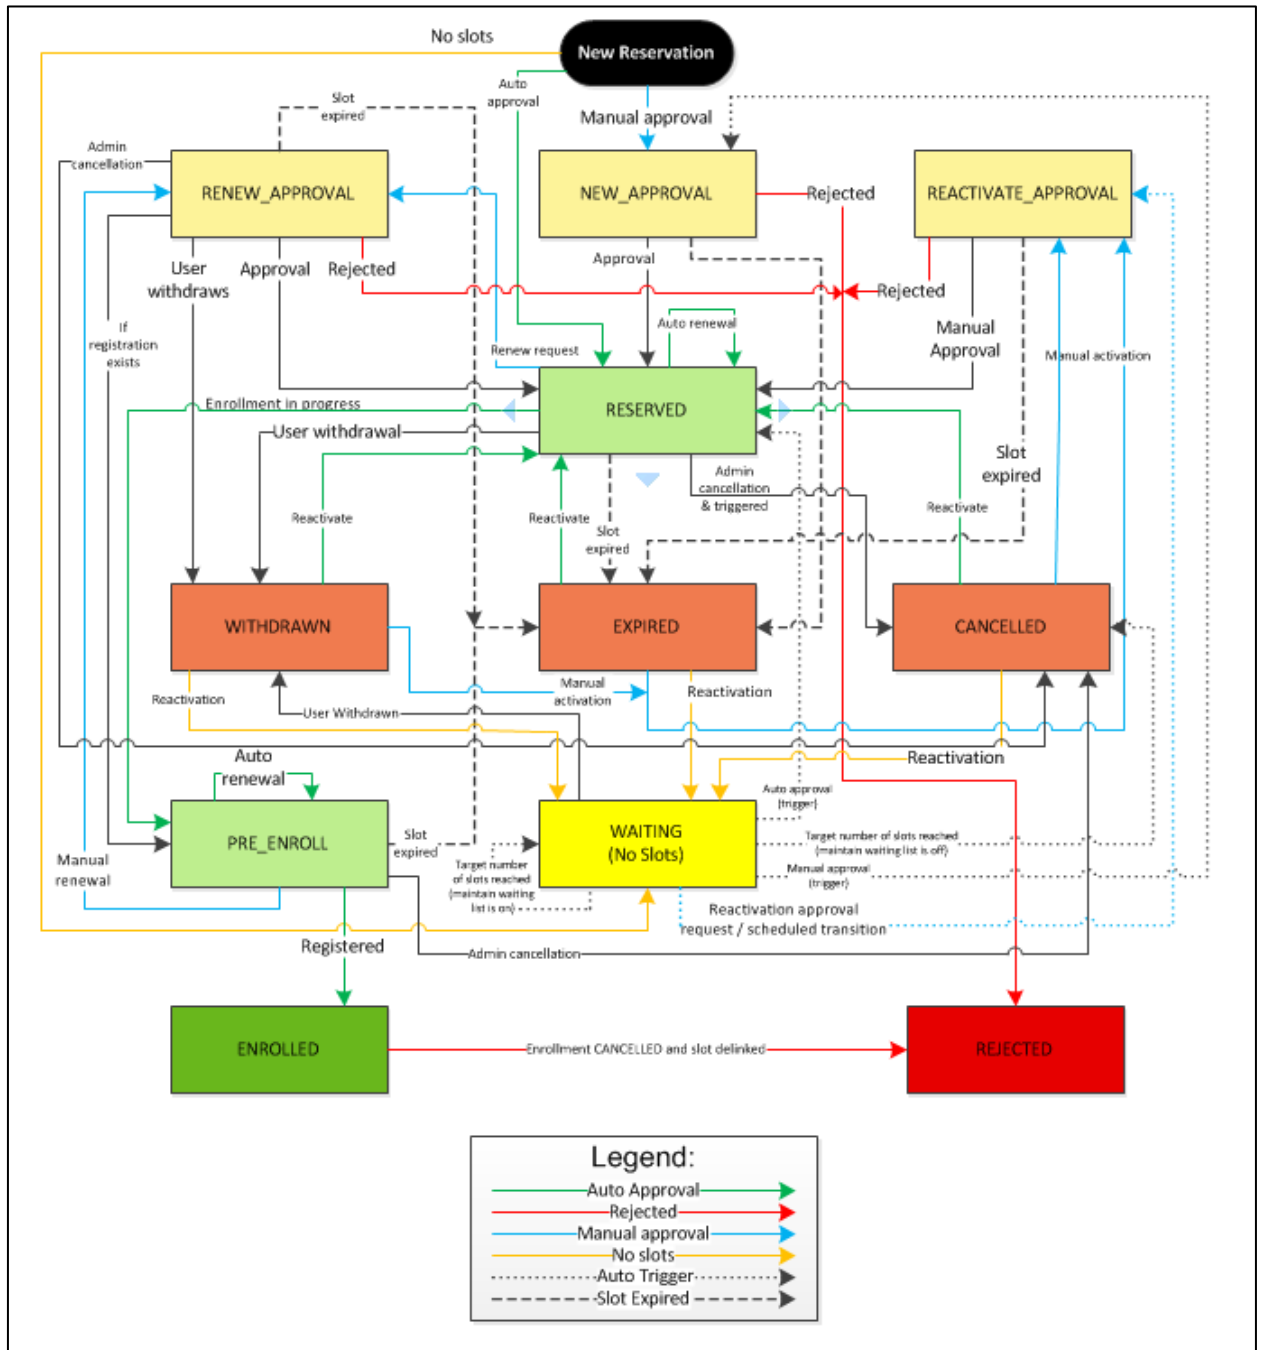 No slots
New Reservation
Auto
approval
Slot
expired
Manual approval
Admin
cancellation
RENEW_APPROVAL
NEW_APPROVAL
Rejected
REACTIVATE_APPROVAL
User
withdraws
Approval
Rejected
Approval
Rejected
If
registration
exists
Auto renewal
Manual
Approval
Renew request
Manual activation
Enrollment in progress
RESERVED
User withdrawal
Slot
expired
Admin
cancellation
& triggered
Reactivate
Reactivate
Reactivate
Slot
expired
WITHDRAWN
EXPIRED
CANCELLED
Reactivation
Manual
activation
Reactivation
User Withdrawn
Auto
renewal
Reactivation
Auto approval
(trigger)
PRE_ENROLL
Slot
expired
WAITING
(No Slots)
Target number of slots reached
(maintain waiting list is off)
Manual
renewal
Target number
of slots reached
(maintain waiting
list is on)
Manual approval
(trigger)
Reactivation approval
request / scheduled transition
Registered
Admin cancellation
ENROLLED
Enrollment CANCELLED and slot delinked
REJECTED
Legend:
Auto Approval
Rejected
Manual approval
No slots
Auto Trigger
Slot Expired